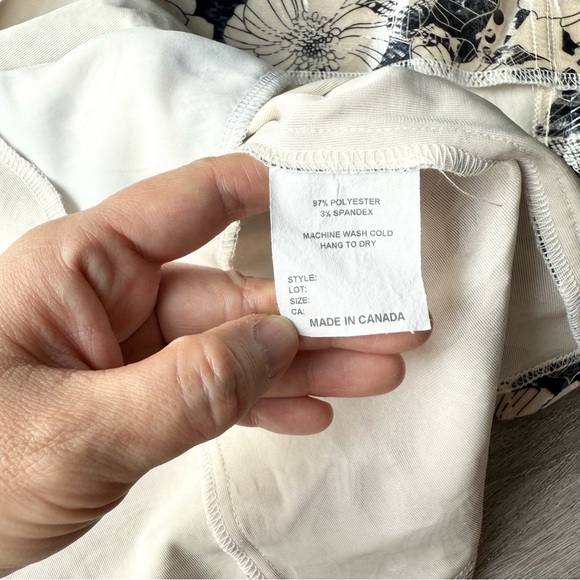 97% POLYESTER
3% SPANDEX
MACHINE WASH COLD
HANG TO DRY
STYLE:
LOT:
SIZE:
CA:
MADE IN CANADA